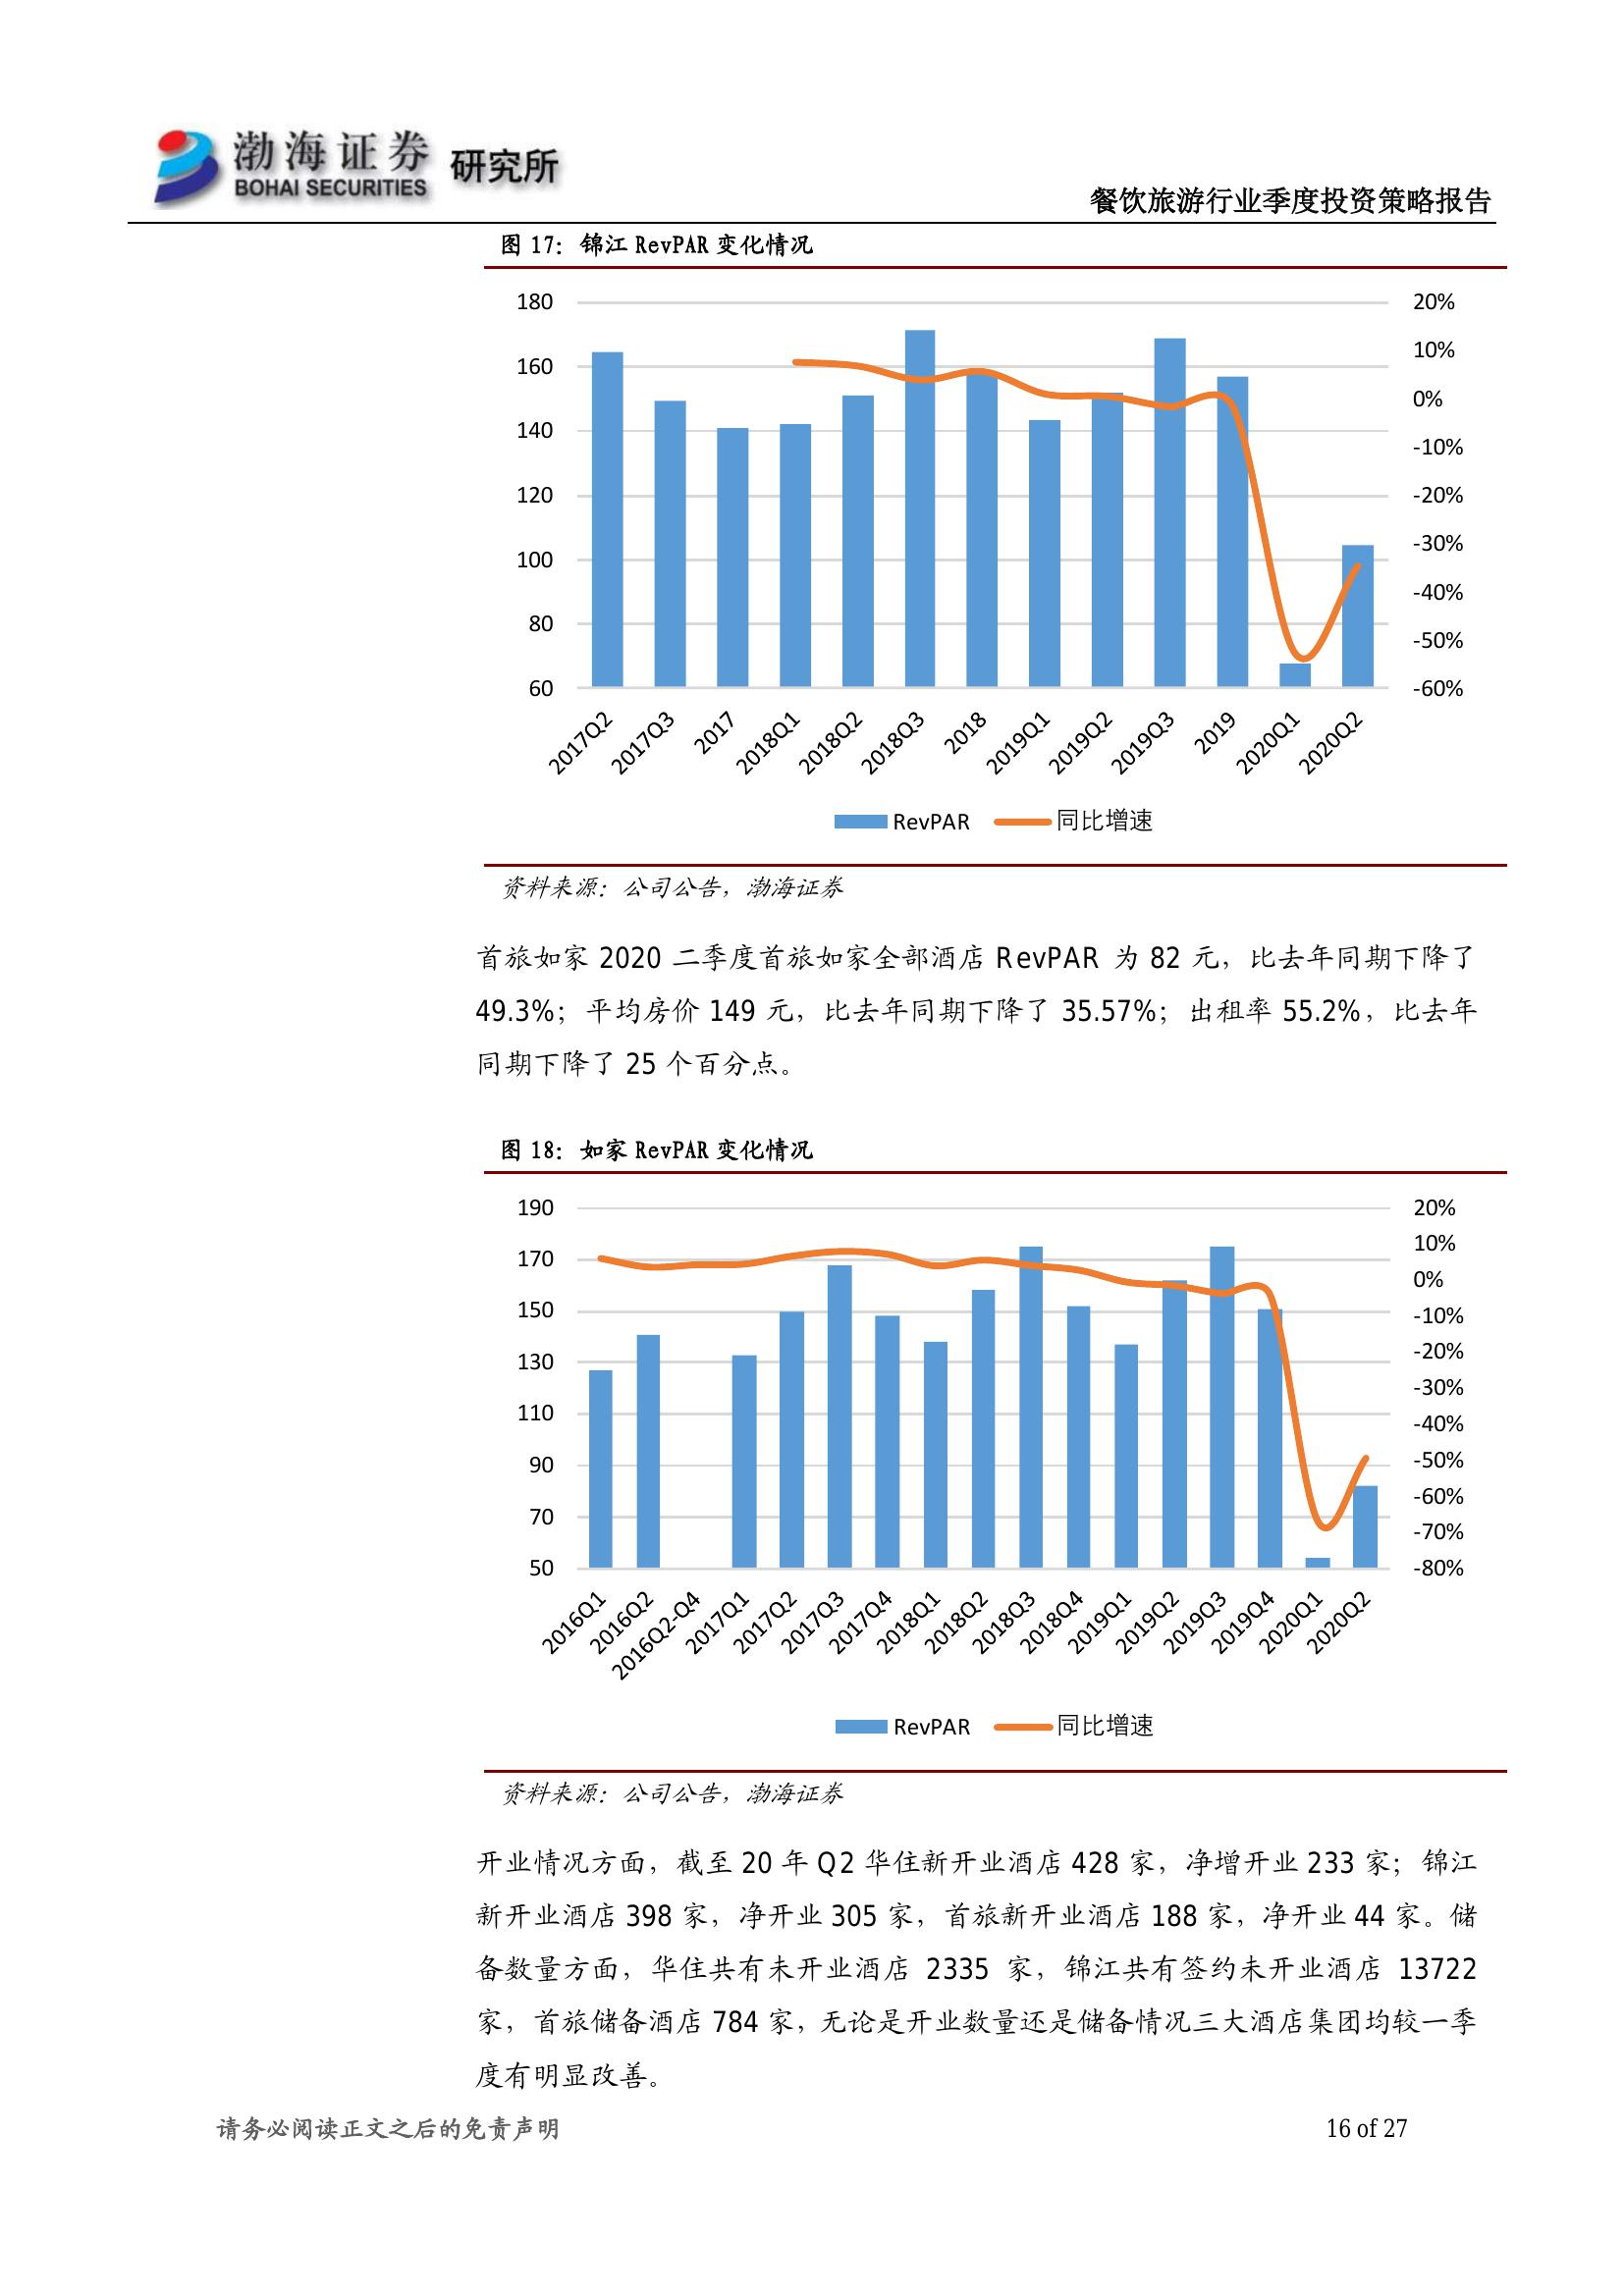 渤海证券 研究所
BOHAI SECURITIES
餐饮旅游行业季度投资策略报告
图 17：锦江 RevPAR 变化情况
180
160
140
120
100
80
60
20%
10%
0%
-10%
-20%
-30%
-40%
-50%
-60%
2017Q2
2017Q3
2017
2018Q1
2018Q2
2018Q3
2018
2019Q1
2019Q2
2019Q3
2019
2020Q1
2020Q2
RevPAR 同比增速
资料来源：公司公告，渤海证券
首旅如家 2020 二季度首旅如家全部酒店 RevPAR 为 82 元，比去年同期下降了
49.3%；平均房价 149 元，比去年同期下降了 35.57%；出租率 55.2%，比去年
同期下降了 25 个百分点。
图 18：如家 RevPAR 变化情况
190
170
150
130
110
90
70
50
20%
10%
0%
-10%
-20%
-30%
-40%
-50%
-60%
-70%
-80%
2016Q1
2016Q2
2016Q2-Q4
2017Q1
2017Q2
2017Q3
2017Q4
2018Q1
2018Q2
2018Q3
2018Q4
2019Q1
2019Q2
2019Q3
2019Q4
2020Q1
2020Q2
RevPAR 同比增速
资料来源：公司公告，渤海证券
开业情况方面，截至 20 年 Q2 华住新开业酒店 428 家，净增开业 233 家；锦江
新开业酒店 398 家，净开业 305 家，首旅新开业酒店 188 家，净开业 44 家。储
备数量方面，华住共有未开业酒店 2335 家，锦江共有签约未开业酒店 13722
家，首旅储备酒店 784 家，无论是开业数量还是储备情况三大酒店集团均较一季
度有明显改善。
请务必阅读正文之后的免责声明
16 of 27